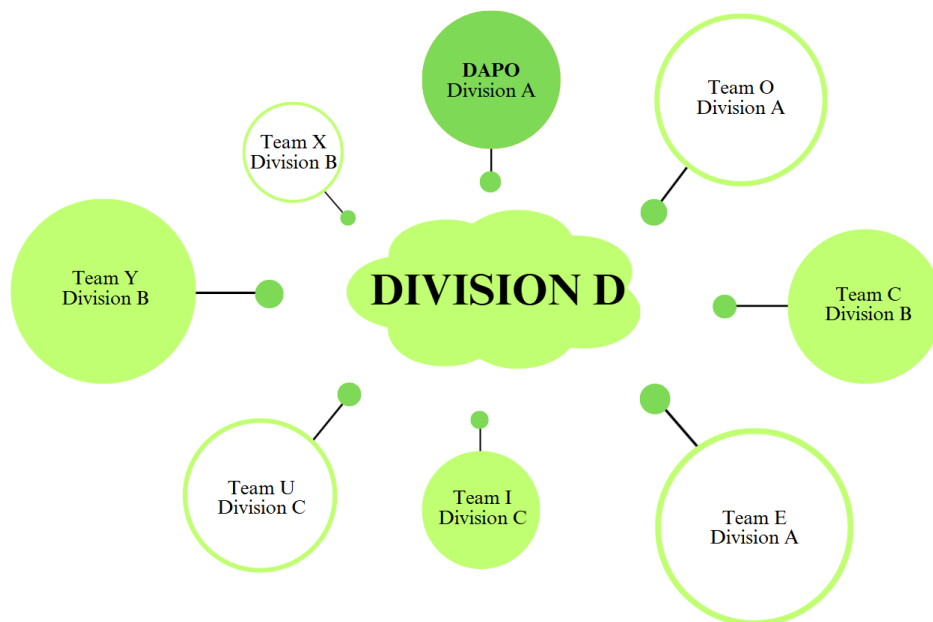 DAPO
Division A
Team O
Division A
Team X
Division B
Team Y
Division B
DIVISION D
Team C
Division B
Team U
Division C
Team I
Division C
Team E
Division A